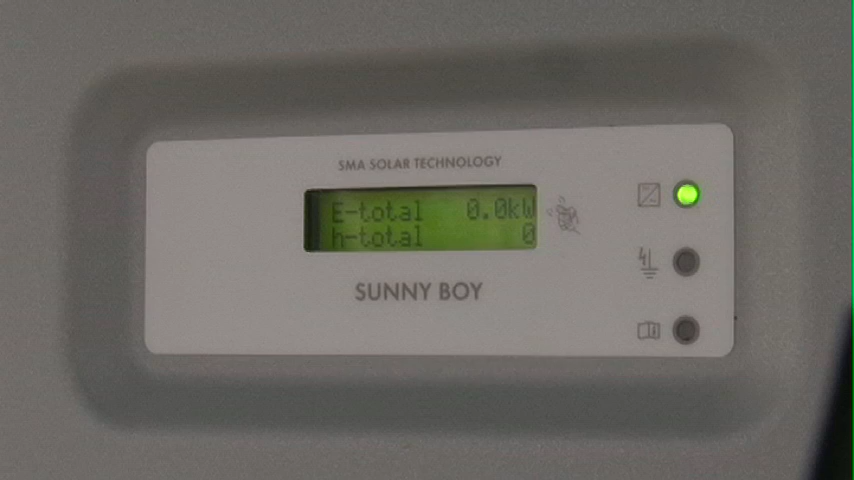 SMA SOLAR TECHNOLOGY
E-total 0.0kW
h-total 0
SUNNY BOY